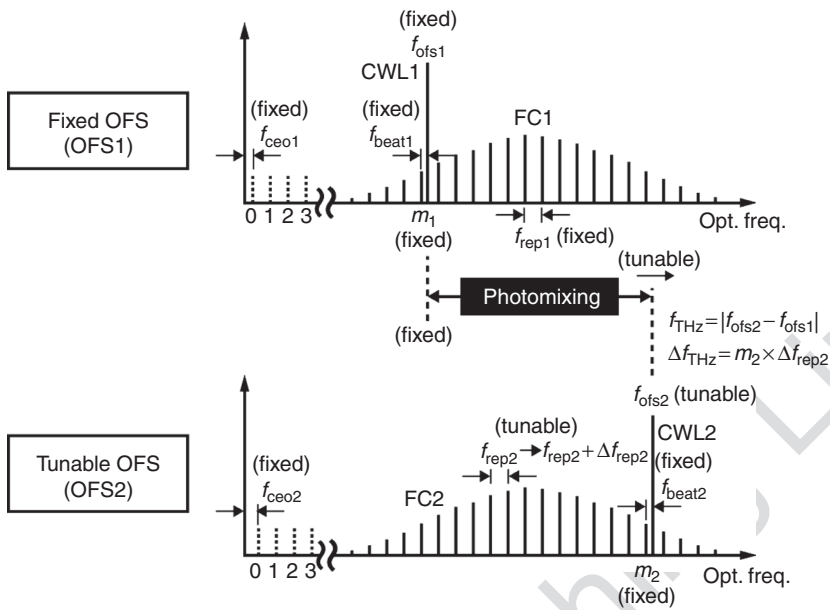 (fixed)
f_ofs1
CWL1
Fixed OFS
(OFS1)
(fixed)
f_ceo1
(fixed)
f_beat1
FC1
0 1 2 3
m_1
(fixed)
f_rep1 (fixed)
Opt. freq.
(tunable)
Photomixing
(fixed)
f_THz=|f_ofs2−f_ofs1|
Δf_THz=m_2×Δf_rep2
f_ofs2 (tunable)
Tunable OFS
(OFS2)
(fixed)
f_ceo2
(tunable)
f_rep2 f_rep2+Δf_rep2
FC2
CWL2
(fixed)
f_beat2
0 1 2 3
m_2
(fixed)
Opt. freq.